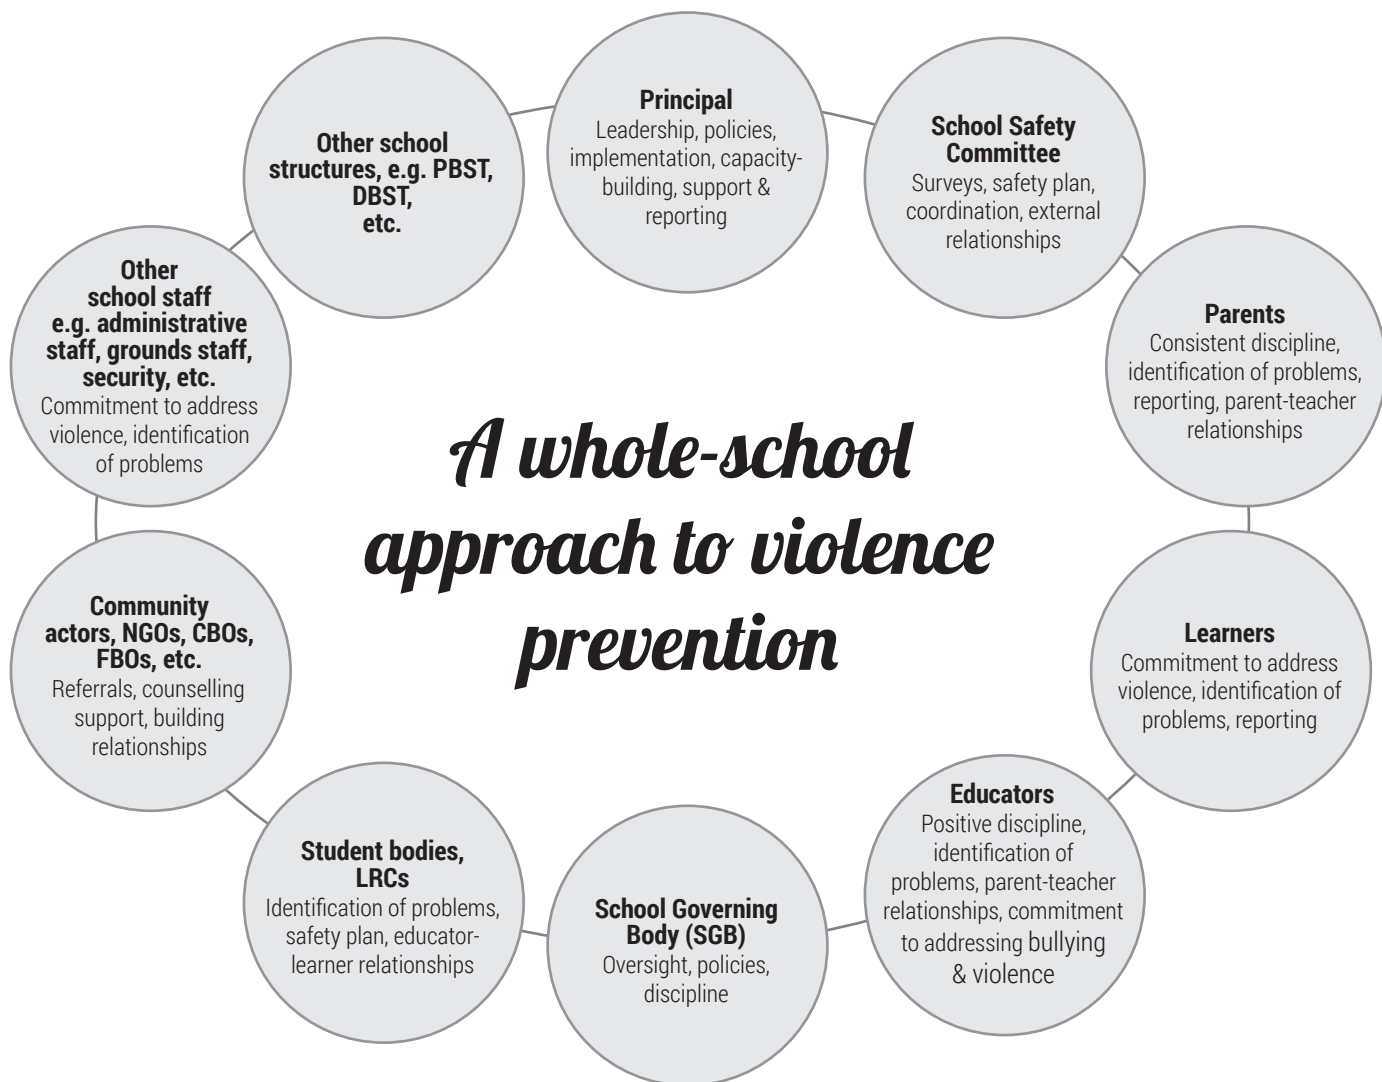 Principal
Leadership, policies,
implementation, capacity-
building, support &
reporting
School Safety
Committee
Surveys, safety plan,
coordination, external
relationships
Parents
Consistent discipline,
identification of problems,
reporting, parent-teacher
relationships
Learners
Commitment to address
violence, identification of
problems, reporting
Educators
Positive discipline,
identification of
problems, parent-teacher
relationships, commitment
to addressing bullying
& violence
School Governing
Body (SGB)
Oversight, policies,
discipline
Student bodies,
LRCs
Identification of problems,
safety plan, educator-
learner relationships
Community
actors, NGOs, CBOs,
FBOs, etc.
Referrals, counselling
support, building
relationships
Other
school staff
e.g. administrative
staff, grounds staff,
security, etc.
Commitment to address
violence, identification
of problems
Other school
structures, e.g. PBST,
DBST,
etc.
A whole-school
approach to violence
prevention